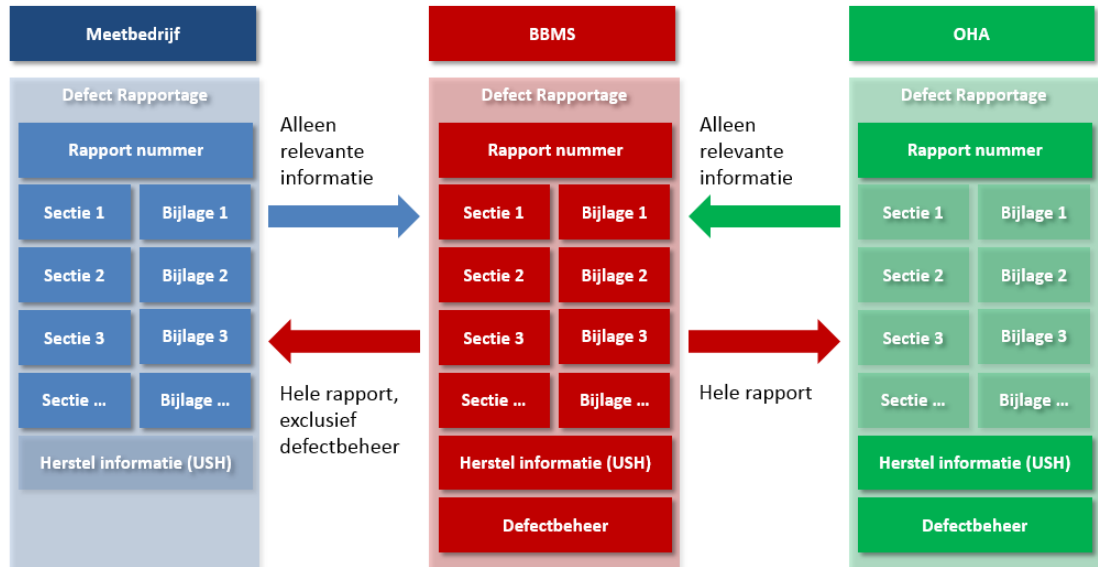 Meetbedrijf
BBMS
OHA
Defect Rapportage
Rapport nummer
Sectie 1
Bijlage 1
Sectie 2
Bijlage 2
Sectie 3
Bijlage 3
Sectie ...
Bijlage ...
Herstel informatie (USH)
Alleen
relevante
informatie
Hele rapport,
exclusief
defectbeheer
Defect Rapportage
Rapport nummer
Sectie 1
Bijlage 1
Sectie 2
Bijlage 2
Sectie 3
Bijlage 3
Sectie ...
Bijlage ...
Herstel informatie (USH)
Defectbeheer
Alleen
relevante
informatie
Hele rapport
Defect Rapportage
Rapport nummer
Sectie 1
Bijlage 1
Sectie 2
Bijlage 2
Sectie 3
Bijlage 3
Sectie ...
Bijlage ...
Herstel informatie (USH)
Defectbeheer